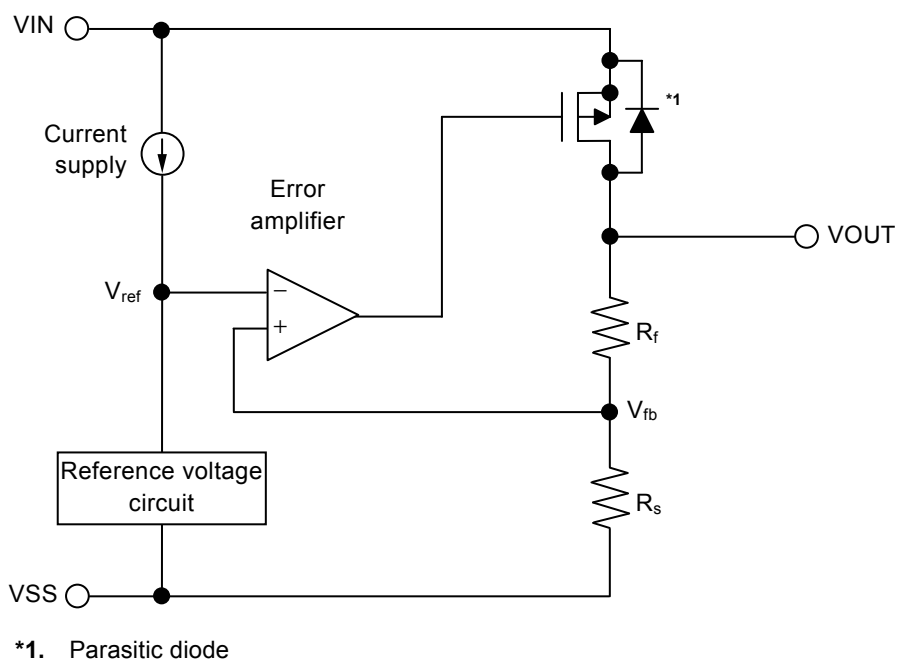 VIN
*1
Current
supply
Error
amplifier
VOUT
Vref
−
+
Rf
Vfb
Reference voltage
circuit
Rs
VSS
*1. Parasitic diode